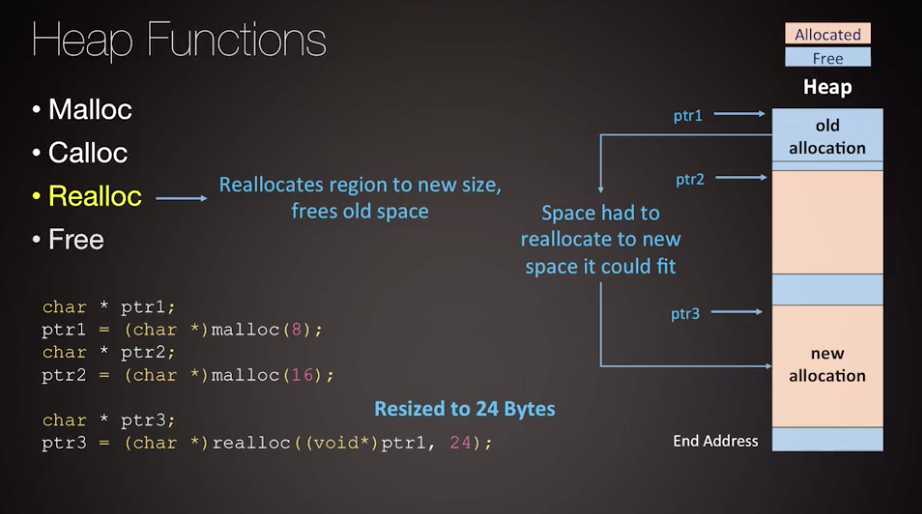 Heap Functions
• Malloc
• Calloc
• Realloc
• Free
Reallocates region to new size,
frees old space
char * ptr1;
ptr1 = (char *)malloc(8);
char * ptr2;
ptr2 = (char *)malloc(16);
char * ptr3;
ptr3 = (char *)realloc((void*)ptr1, 24);
Resized to 24 Bytes
Space had to
reallocate to new
space it could fit
Allocated
Free
Heap
ptr1
old
allocation
ptr2
ptr3
new
allocation
End Address